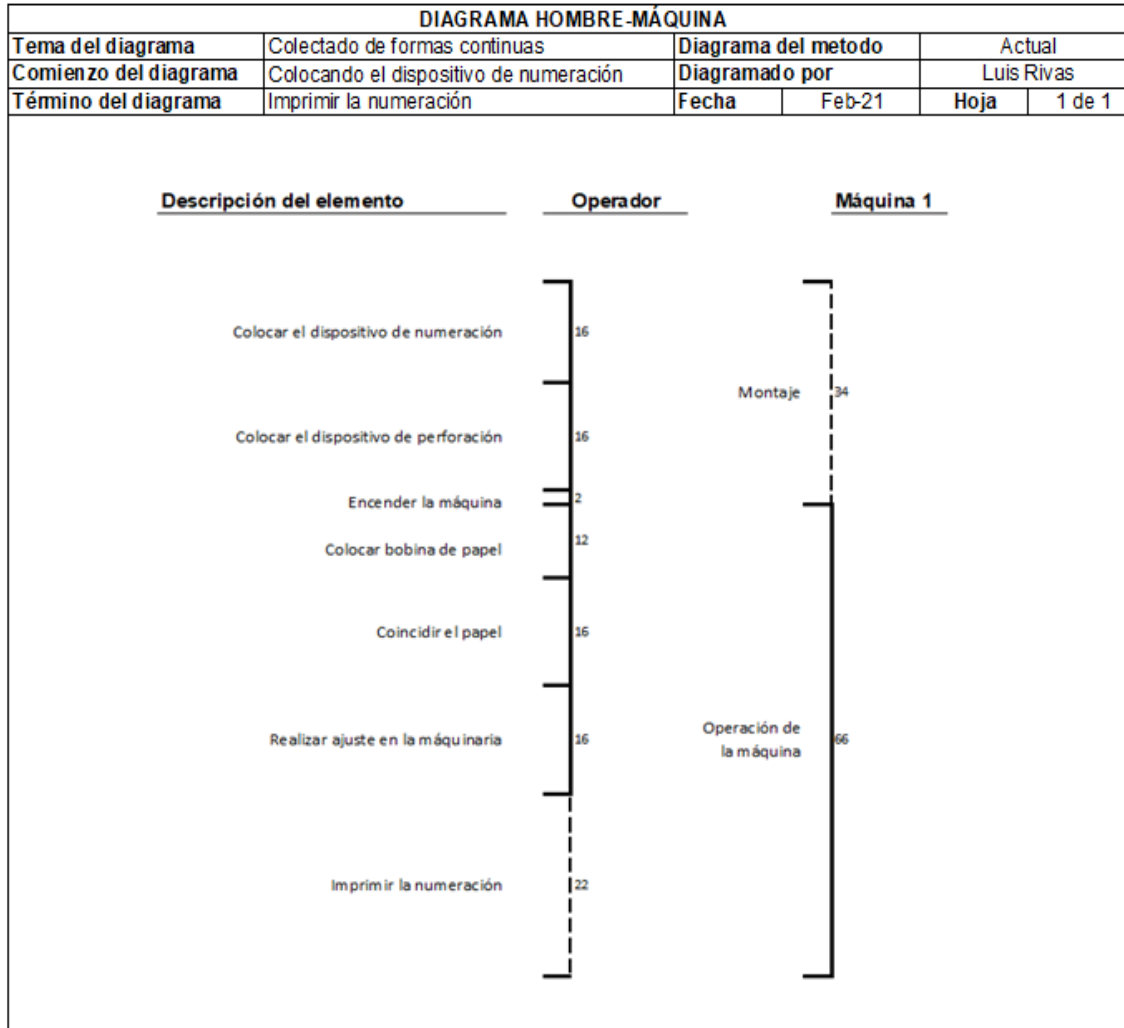 DIAGRAMA HOMBRE-MÁQUINA
Tema del diagrama Colectado de formas continuas Diagrama del metodo Actual
Comienzo del diagrama Colocando el dispositivo de numeración Diagramado por Luis Rivas
Término del diagrama Imprimir la numeración Fecha Feb-21 Hoja 1 de 1
Descripción del elemento Operador Máquina 1
Colocar el dispositivo de numeración 16
Montaje 34
Colocar el dispositivo de perforación 16
Encender la máquina 2
Colocar bobina de papel 12
Coincidir el papel 16
Realizar ajuste en la máquinaria 16
Operación de
la máquina 66
Imprimir la numeración 22